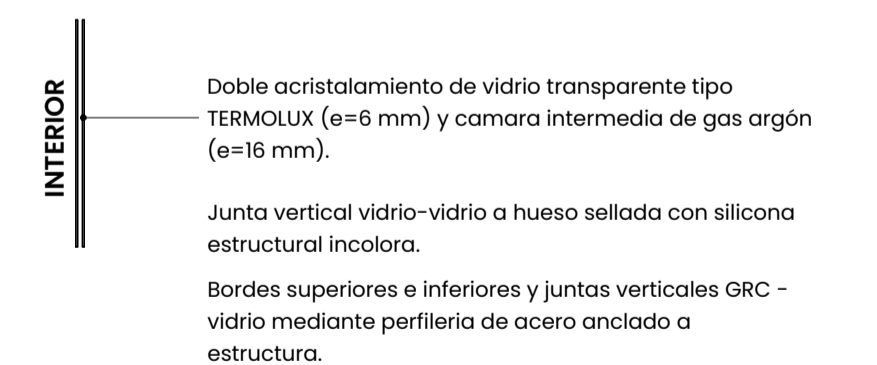 INTERIOR
Doble acristalamiento de vidrio transparente tipo
TERMOLUX (e=6 mm) y camara intermedia de gas argón
(e=16 mm).
Junta vertical vidrio-vidrio a hueso sellada con silicona
estructural incolora.
Bordes superiores e inferiores y juntas verticales GRC -
vidrio mediante perfileria de acero anclado a
estructura.